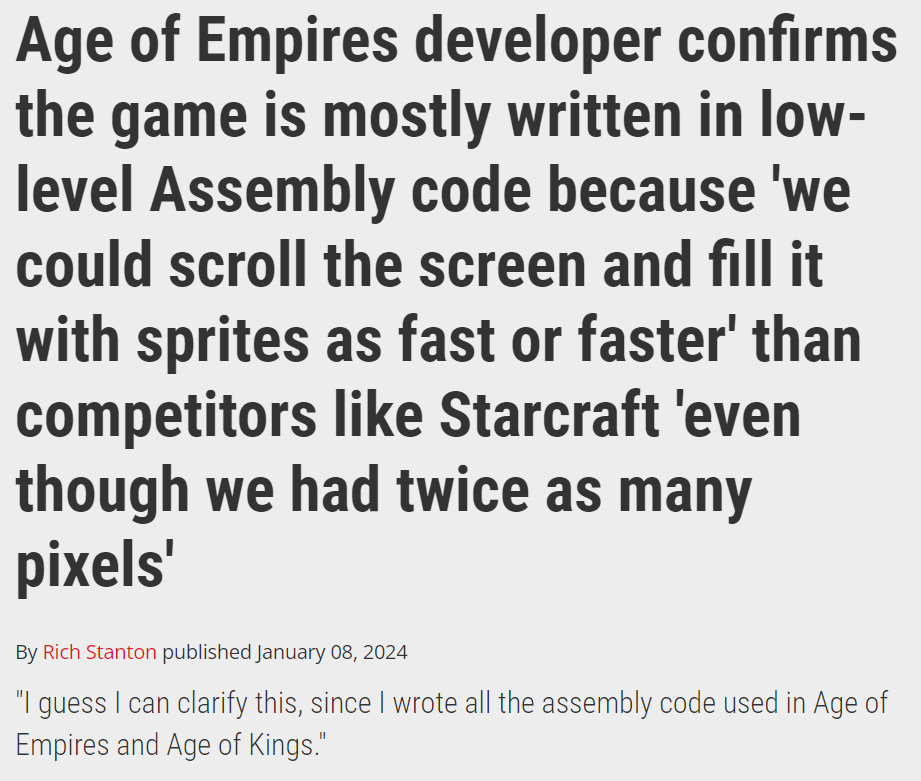 Age of Empires developer confirms
the game is mostly written in low-
level Assembly code because 'we
could scroll the screen and fill it
with sprites as fast or faster' than
competitors like Starcraft 'even
though we had twice as many
pixels'
By Rich Stanton published January 08, 2024
"I guess I can clarify this, since I wrote all the assembly code used in Age of
Empires and Age of Kings."